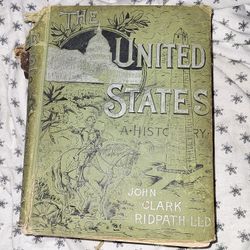 THE
UNITED
STATES
A·HISTORY·
JOHN
CLARK
RIDPATH·LLD